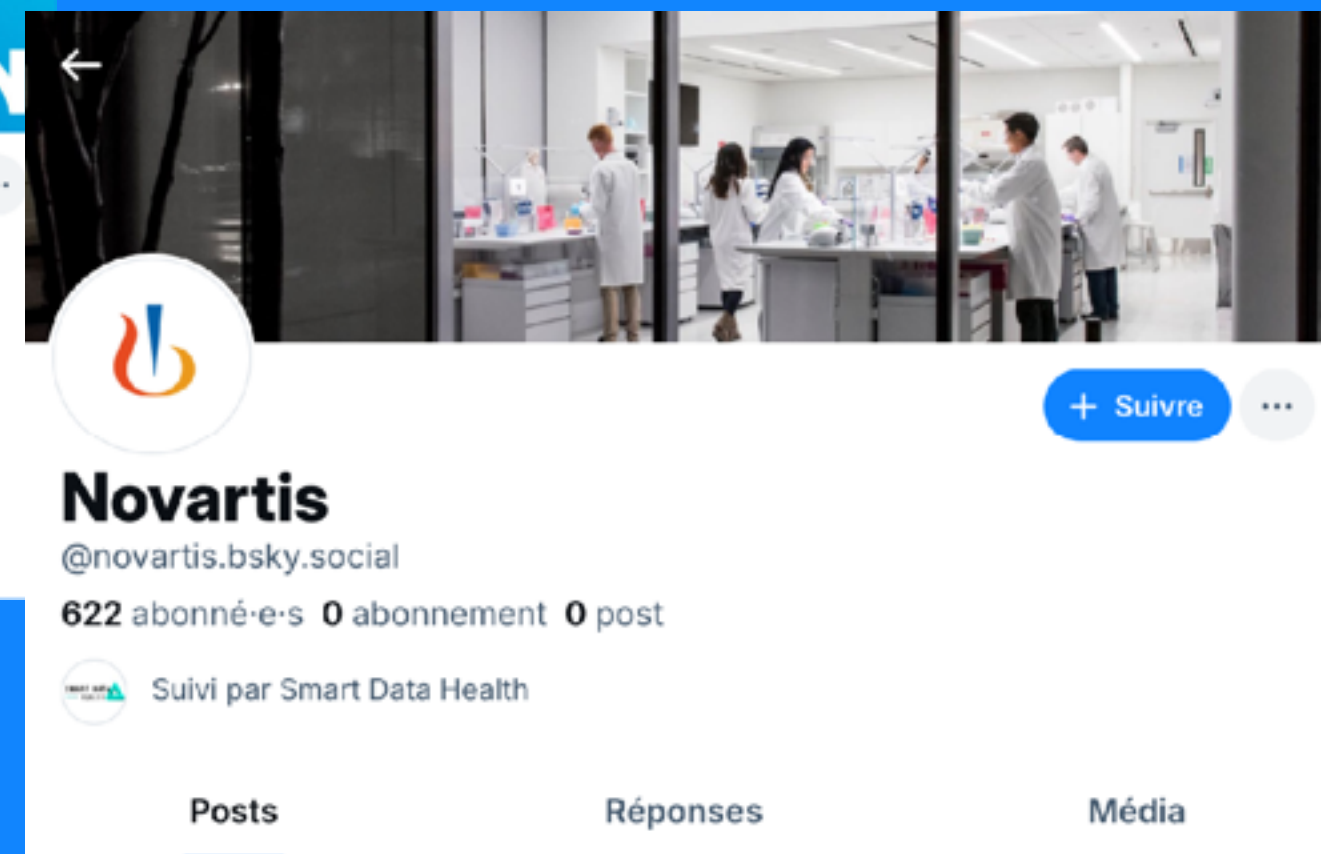 N
+ Suivre ...
Novartis
@novartis.bsky.social
622 abonné·e·s 0 abonnement 0 post
Suivi par Smart Data Health
Posts Réponses Média